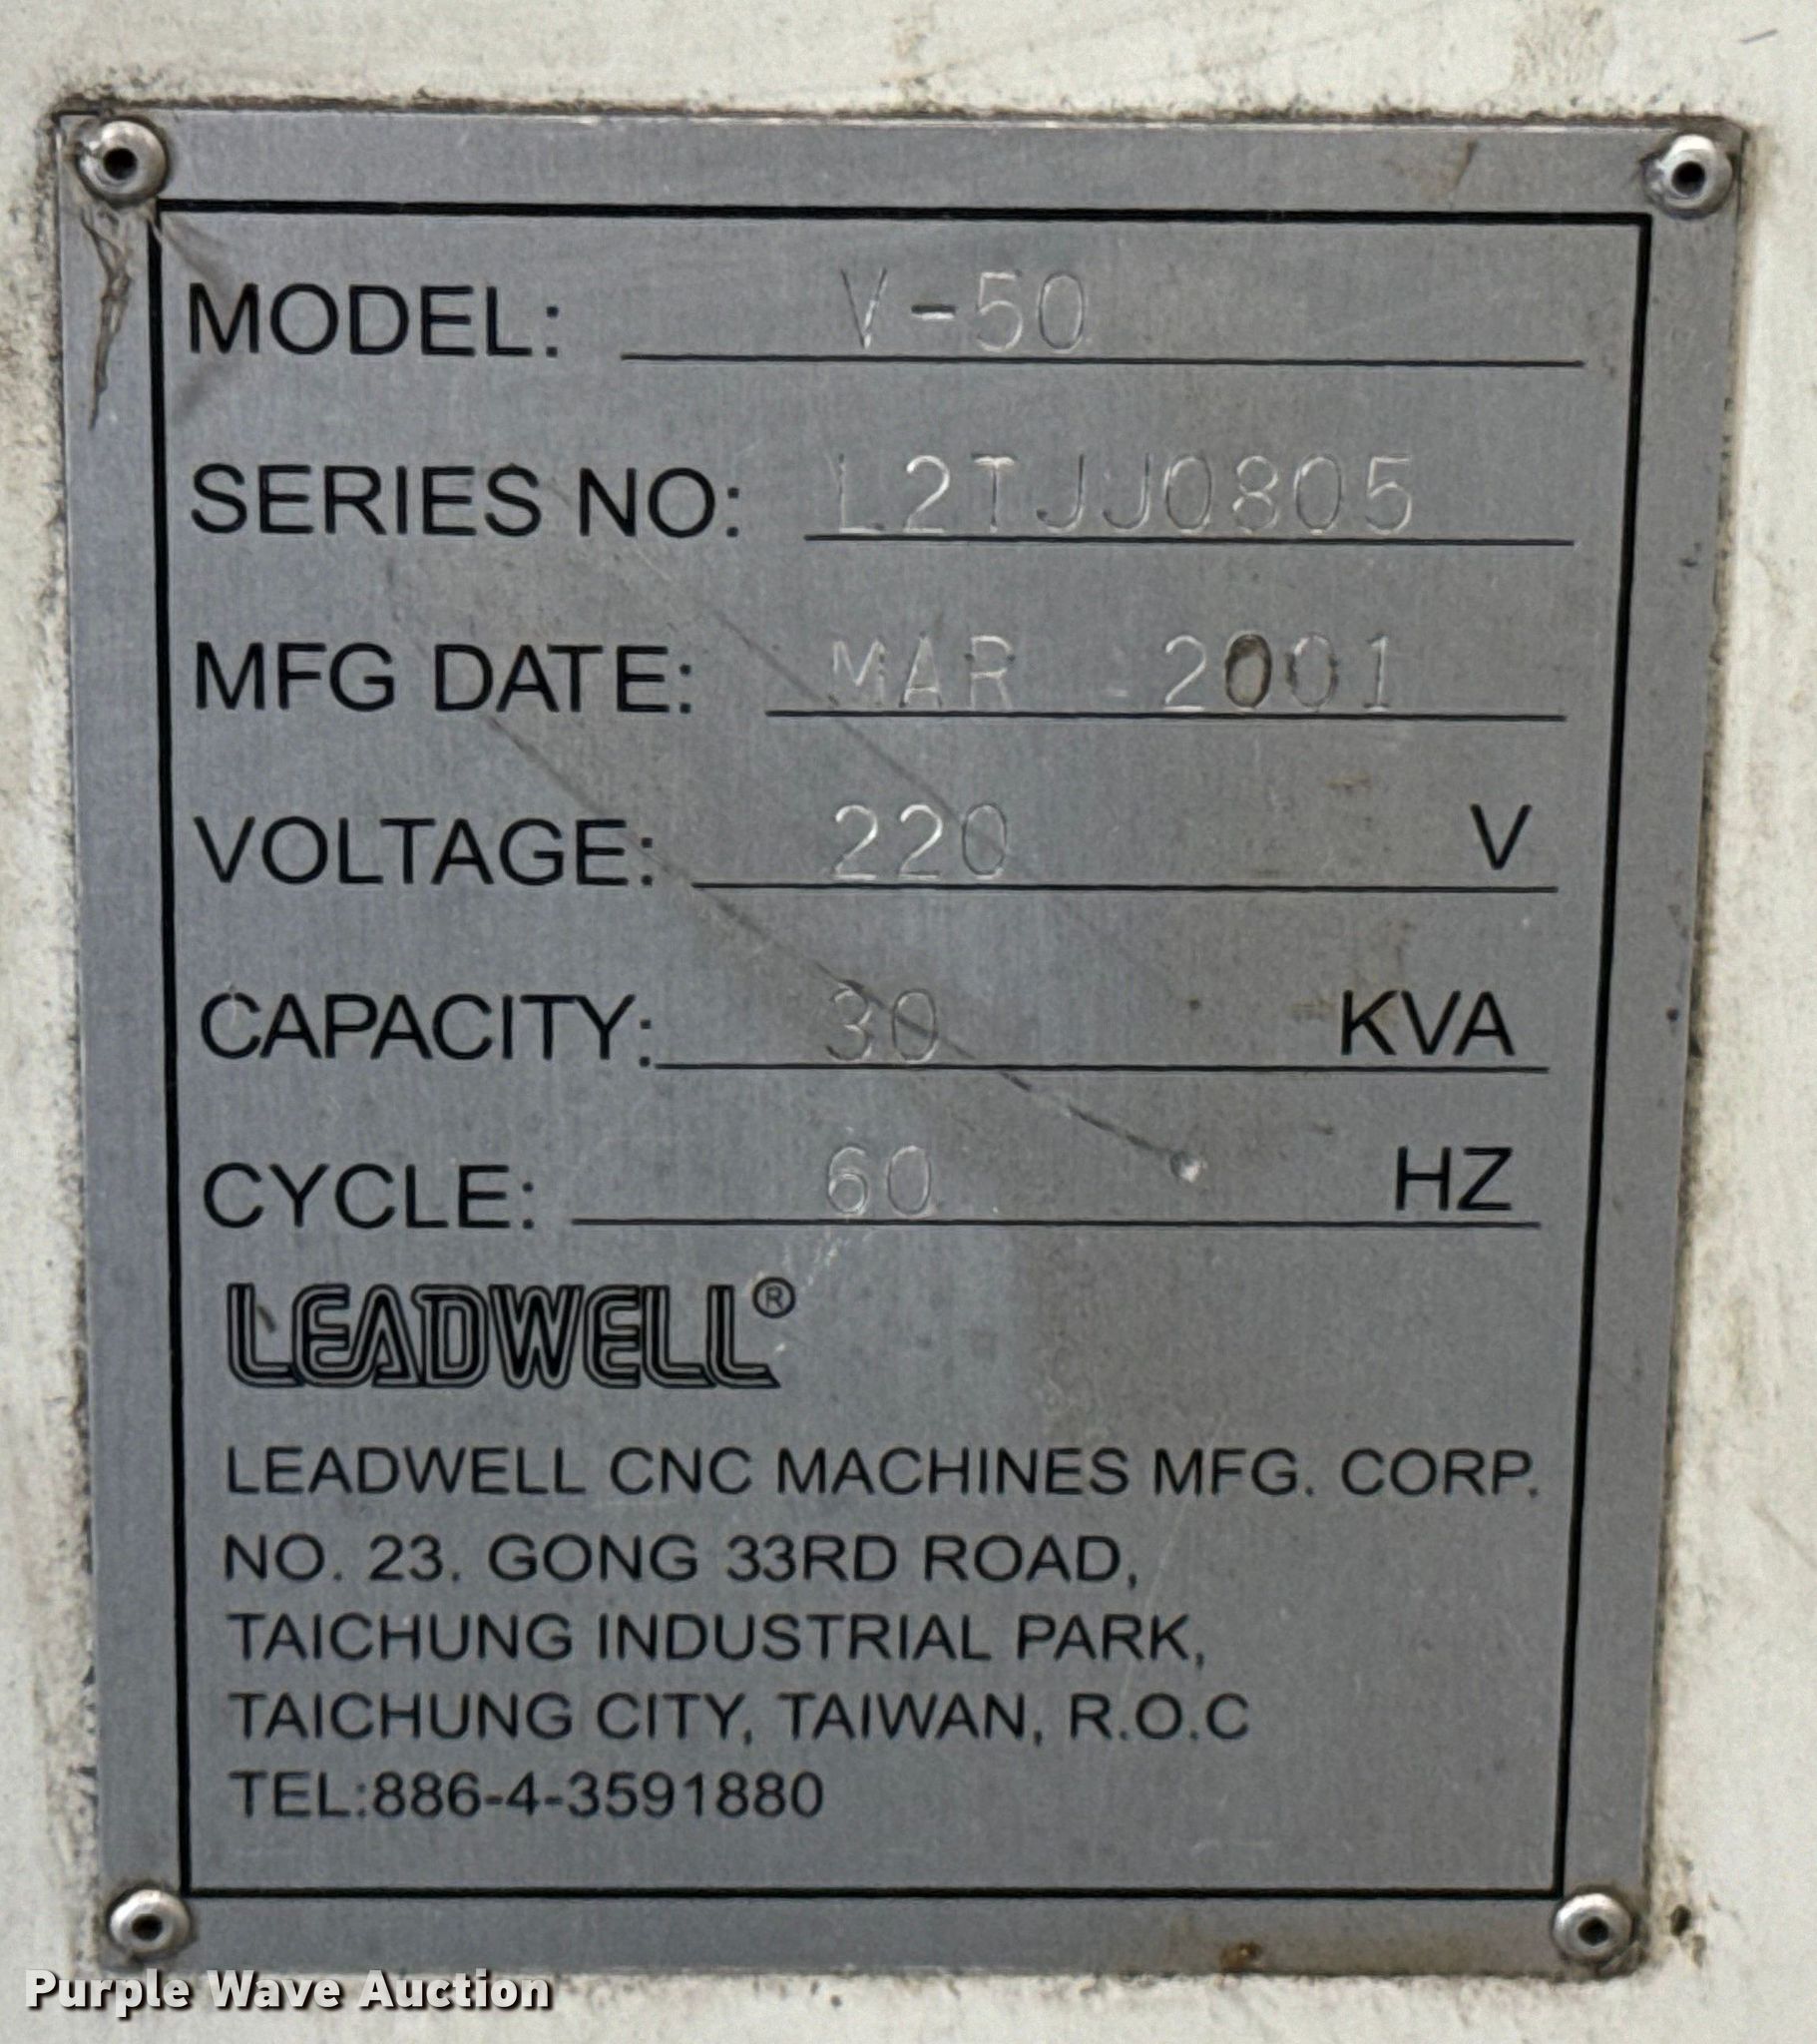 MODEL: V-50
SERIES NO: L2TJJ0805
MFG DATE: MAR - 2001
VOLTAGE: 220 V
CAPACITY: 30 KVA
CYCLE: 60 HZ
LEADWELL®
LEADWELL CNC MACHINES MFG. CORP.
NO. 23. GONG 33RD ROAD,
TAICHUNG INDUSTRIAL PARK,
TAICHUNG CITY, TAIWAN, R.O.C
TEL:886-4-3591880
Purple Wave Auction